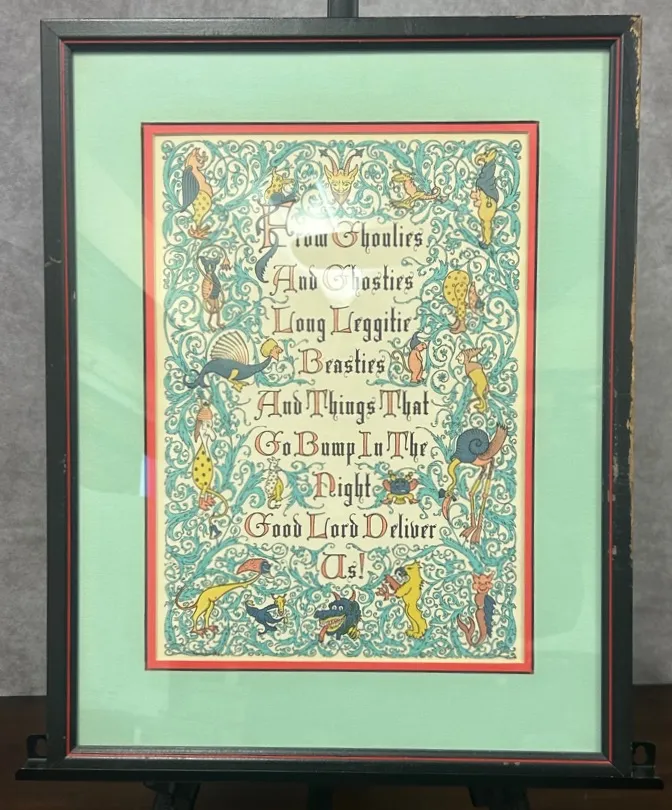 From Ghoulies
And Ghosties
Long Leggitie
Beasties
And Things That
Go Bump In The
Night
Good Lord Deliver
Us!